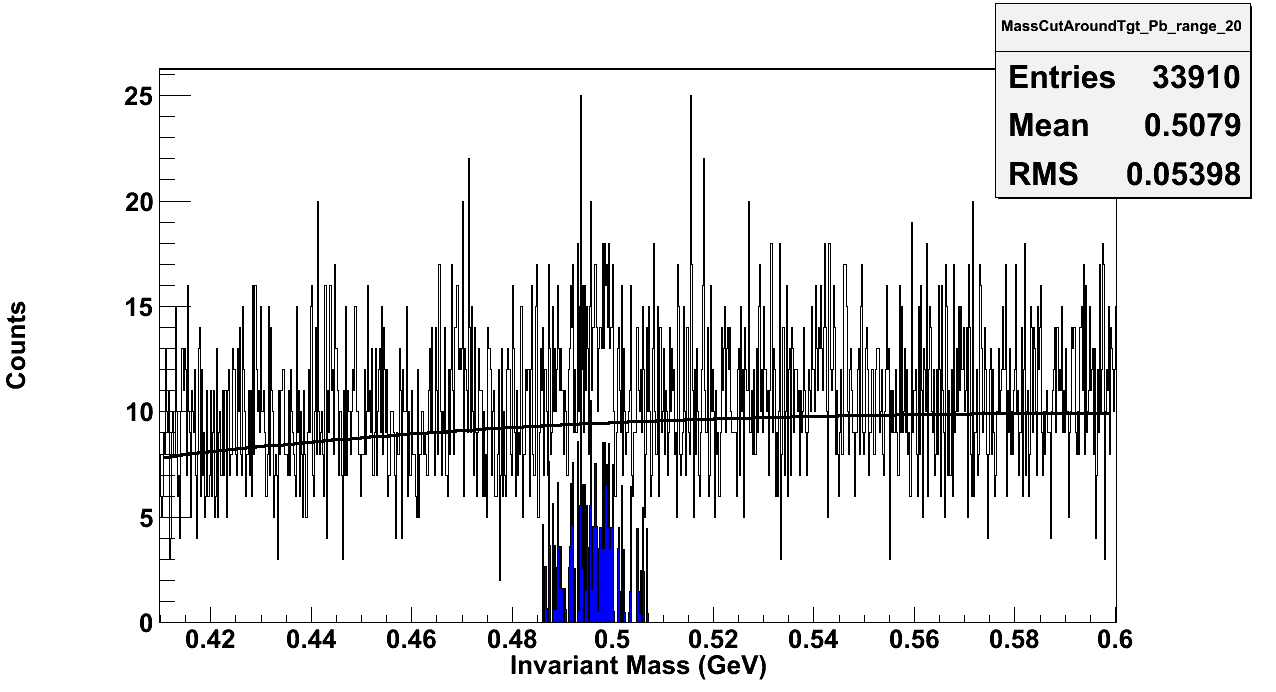 MassCutAroundTgt_Pb_range_20
Entries 33910
Mean 0.5079
RMS 0.05398
25
20
15
10
5
0
Counts
0.42 0.44 0.46 0.48 0.5 0.52 0.54 0.56 0.58 0.6
Invariant Mass (GeV)